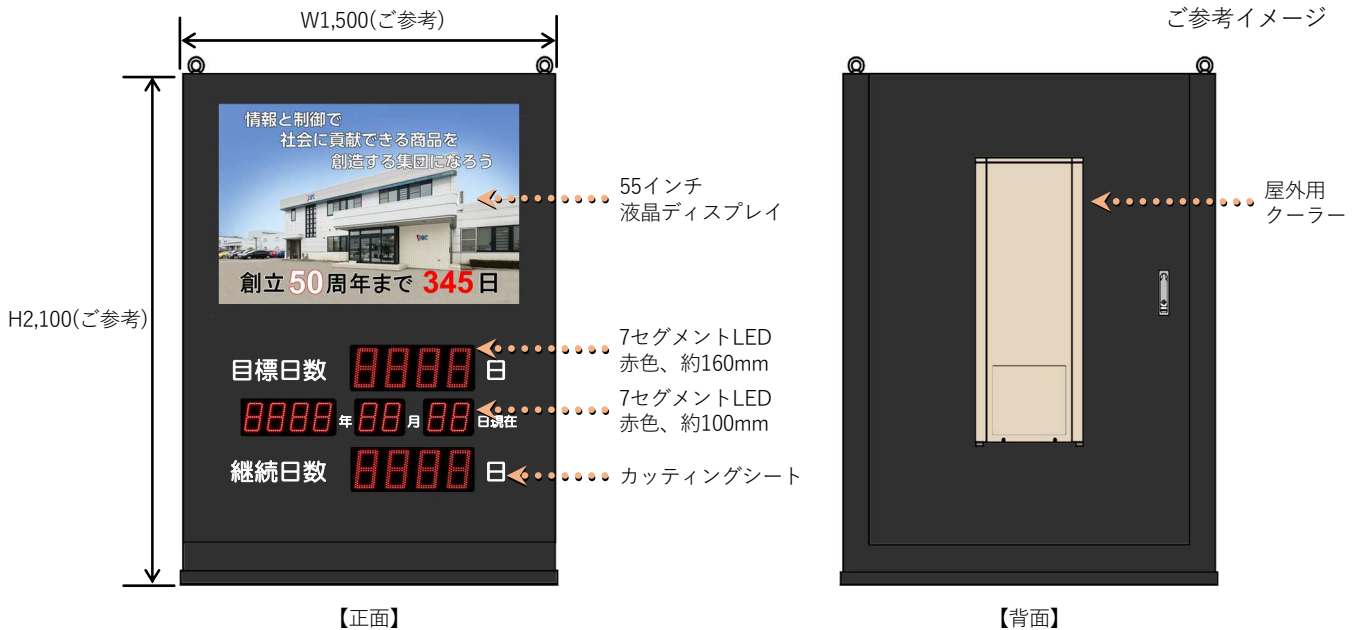 W1,500(ご参考)
ご参考イメージ
情報と制御で
社会に貢献できる商品を
創造する集団になろう
創立50周年まで 345日
55インチ
液晶ディスプレイ
屋外用
クーラー
H2,100(ご参考)
目標日数 8888 日
7セグメントLED
赤色、約160mm
8888 年 88 月 88 日現在
7セグメントLED
赤色、約100mm
継続日数 8888 日
カッティングシート
【正面】
【背面】